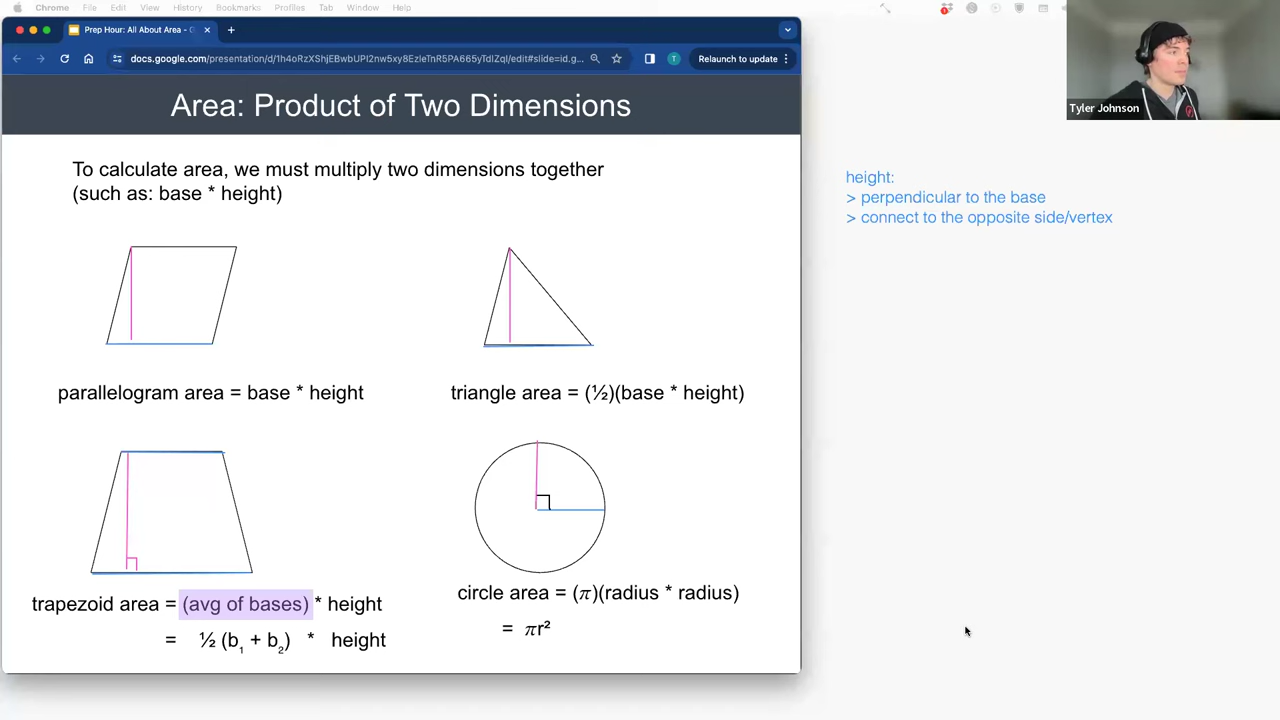 Chrome File Edit View History Bookmarks Profiles Tab Window Help
Prep Hour: All About Area - G
docs.google.com/presentation/d/1h4oRzXShjEBwbUPI2nw5xy8EzleTnR5PA665yTdIZqI/edit#slide=id.g...
T
Relaunch to update
Tyler Johnson
Area: Product of Two Dimensions
To calculate area, we must multiply two dimensions together
(such as: base * height)
height:
> perpendicular to the base
> connect to the opposite side/vertex
parallelogram area = base * height
triangle area = (½)(base * height)
trapezoid area = (avg of bases) * height
= ½ (b₁ + b₂) * height
circle area = (π)(radius * radius)
= πr²